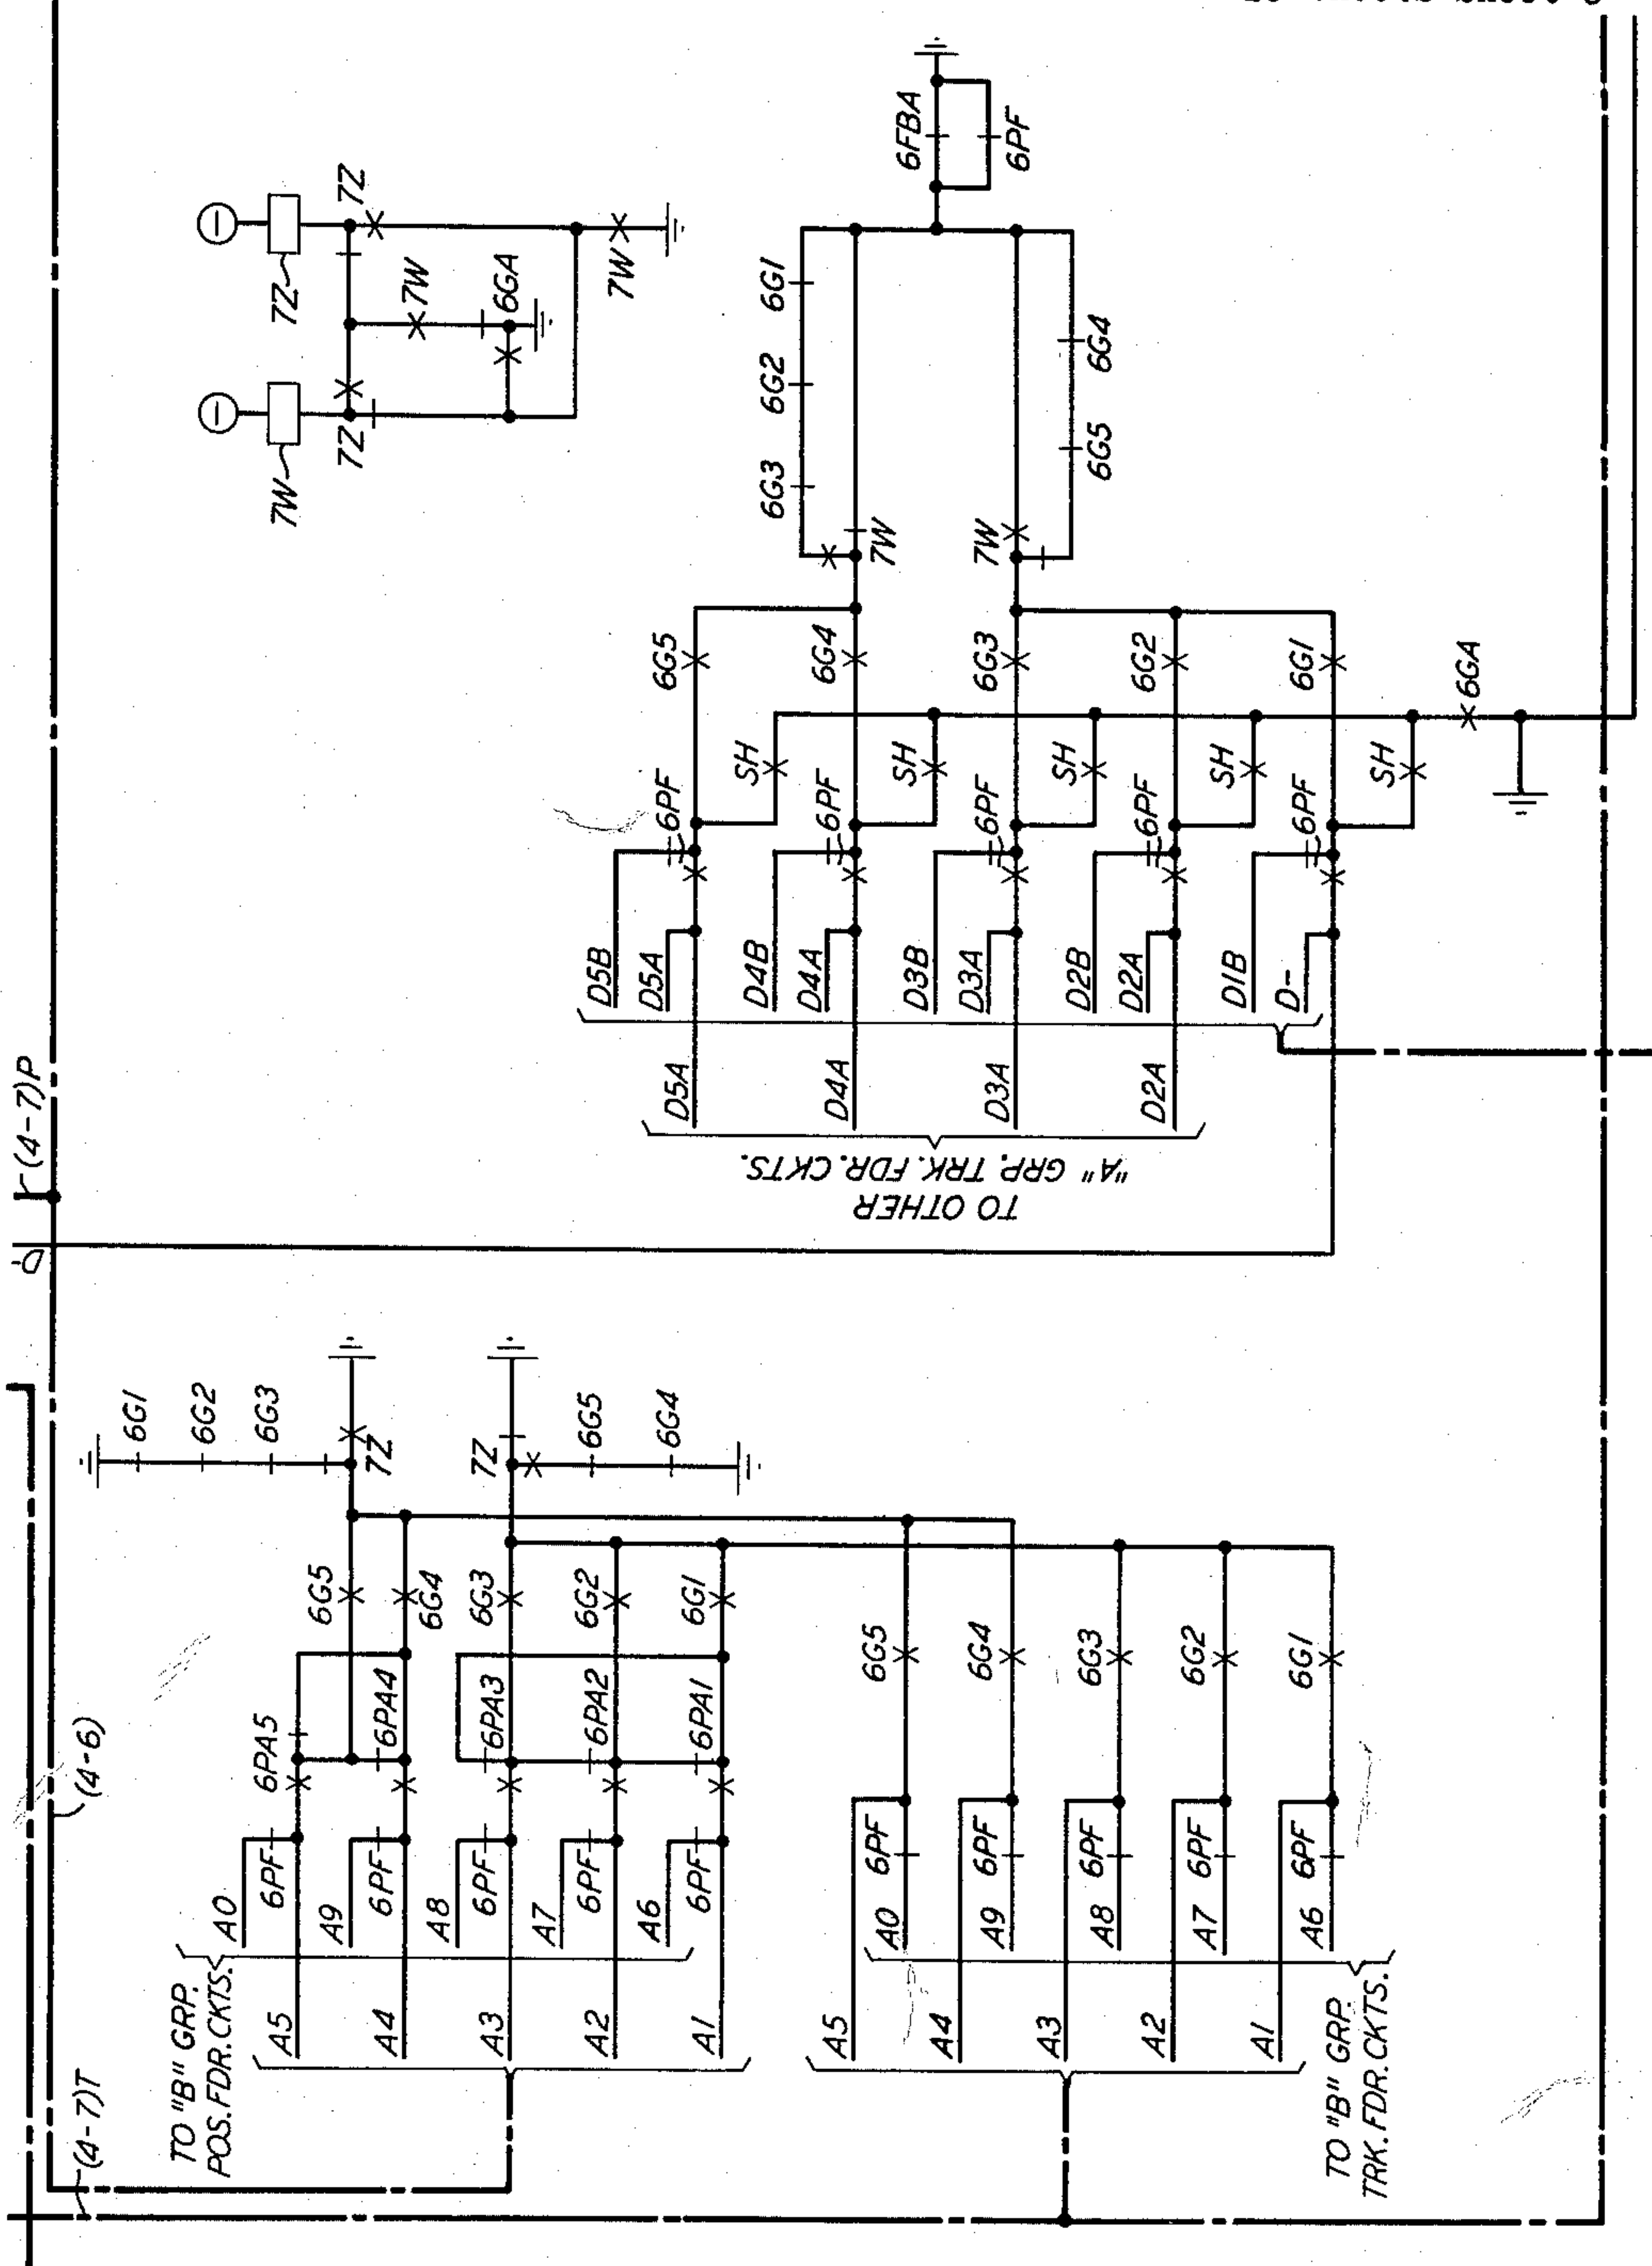 (4-7)P
D-
7Z
7Z
7W
6GA
7W
7Z
7W
6FBA
6PF
6G3
6G2
6G1
7W
7W
6G5
6G4
6G5
6G4
6G3
6G2
6G1
6GA
SH
SH
SH
SH
SH
6PF
6PF
6PF
6PF
6PF
D5B
D5A
D4B
D4A
D3B
D3A
D2B
D2A
D1B
D-
D5A
D4A
D3A
D2A
TO OTHER
"A" GRP. TRK. FDR. CKTS.
6G1
6G2
6G3
7Z
7Z
6G5
6G4
6G5
6G4
6G3
6G2
6G1
6PA5
6PA4
6PA3
6PA2
6PA1
A0
6PF
A9
6PF
A8
6PF
A7
6PF
A6
6PF
TO "B" GRP.
POS. FDR. CKTS.
A5
A4
A3
A2
A1
(4-6)
(4-7)T
6G5
6G4
6G3
6G2
6G1
6PF
6PF
6PF
6PF
6PF
A0
A9
A8
A7
A6
A5
A4
A3
A2
A1
TO "B" GRP.
TRK. FDR. CKTS.